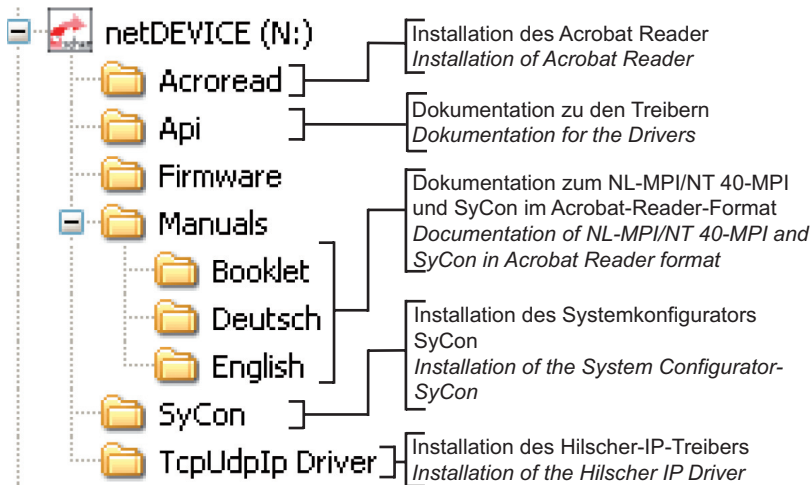 netDEVICE (N:)
Acroread
Installation des Acrobat Reader
Installation of Acrobat Reader
Api
Dokumentation zu den Treibern
Dokumentation for the Drivers
Firmware
Manuals
Booklet
Deutsch
English
Dokumentation zum NL-MPI/NT 40-MPI
und SyCon im Acrobat-Reader-Format
Documentation of NL-MPI/NT 40-MPI and
SyCon in Acrobat Reader format
SyCon
Installation des Systemkonfigurators
SyCon
Installation of the System Configurator-
SyCon
TcpUdpIp Driver
Installation des Hilscher-IP-Treibers
Installation of the Hilscher IP Driver